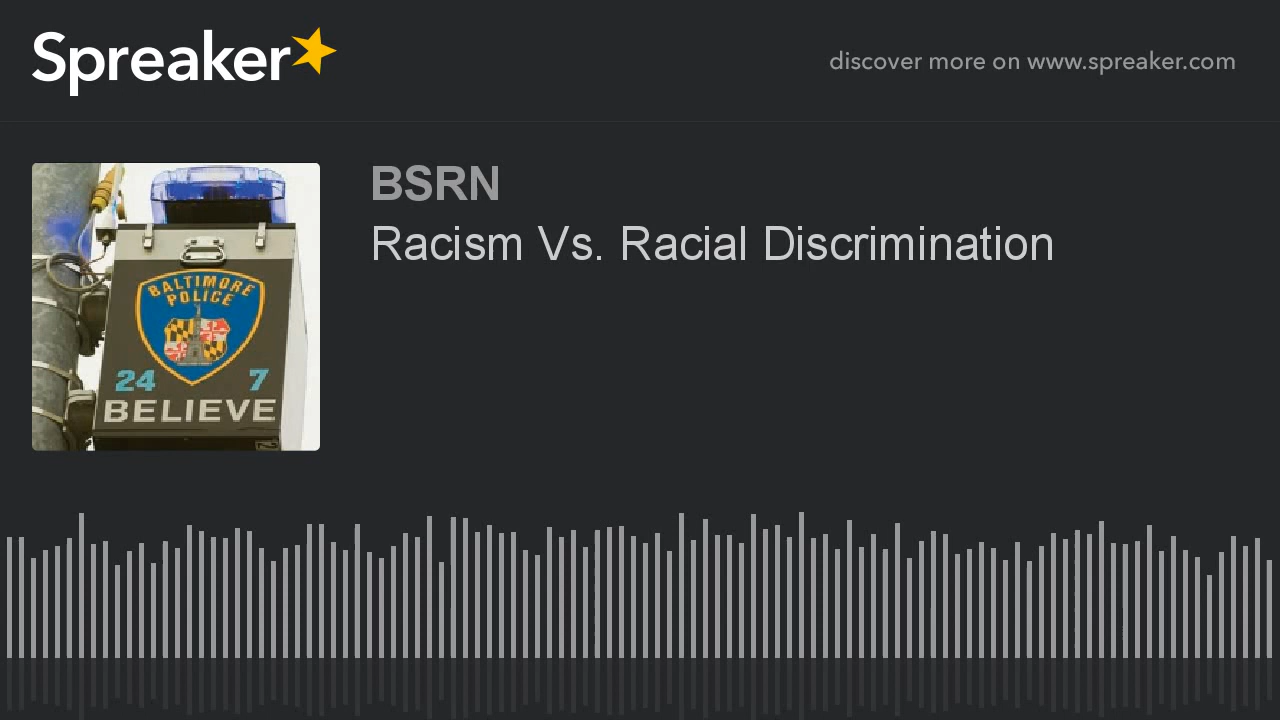 Spreaker
discover more on www.spreaker.com
BSRN
Racism Vs. Racial Discrimination
BALTIMORE
POLICE
24 7
BELIEVE